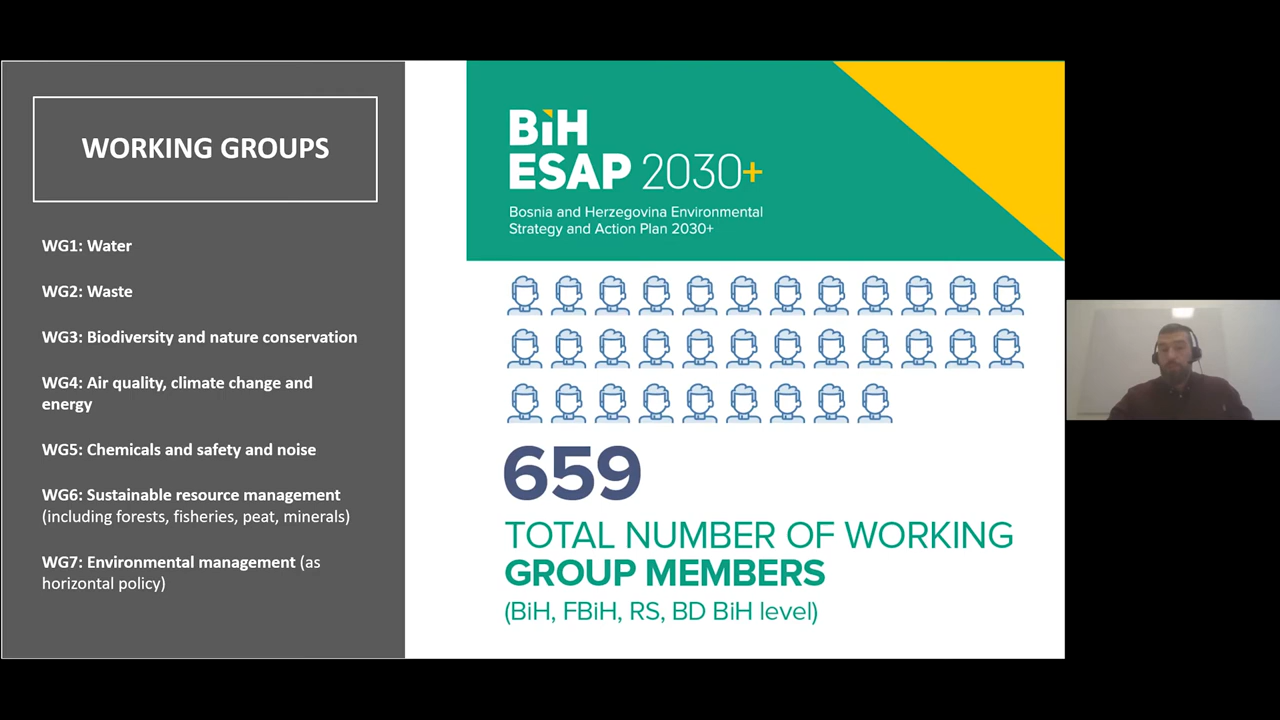 WORKING GROUPS
WG1: Water
WG2: Waste
WG3: Biodiversity and nature conservation
WG4: Air quality, climate change and
energy
WG5: Chemicals and safety and noise
WG6: Sustainable resource management
(including forests, fisheries, peat, minerals)
WG7: Environmental management (as
horizontal policy)
BiH
ESAP 2030+
Bosnia and Herzegovina Environmental
Strategy and Action Plan 2030+
659
TOTAL NUMBER OF WORKING
GROUP MEMBERS
(BiH, FBiH, RS, BD BiH level)